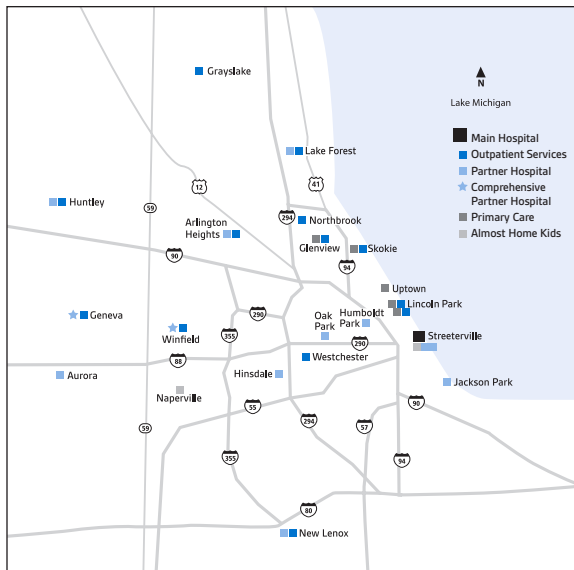 Grayslake
N
Lake Michigan
Main Hospital
Outpatient Services
Partner Hospital
Comprehensive
Partner Hospital
Primary Care
Almost Home Kids
Lake Forest
12
41
Huntley
59
Arlington
Heights
294
Northbrook
Glenview
Skokie
90
94
Uptown
Geneva
290
Lincoln Park
Winfield
355
Oak
Park
Humboldt
Park
Streeterville
290
88
Westchester
Aurora
Hinsdale
Jackson Park
Naperville
55
90
59
294
57
355
94
80
New Lenox